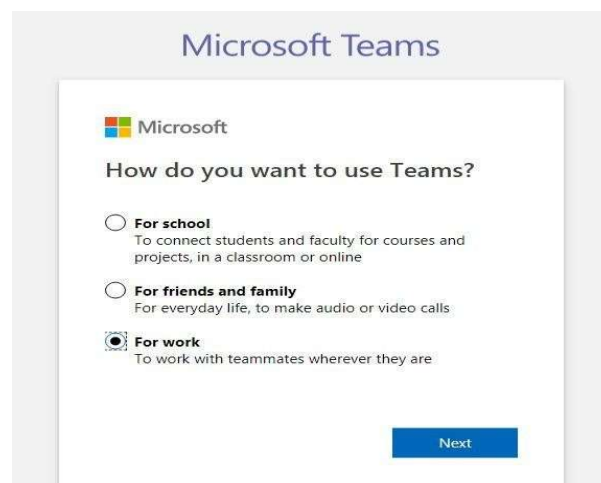 Microsoft Teams
Microsoft
How do you want to use Teams?
For school
To connect students and faculty for courses and
projects, in a classroom or online
For friends and family
For everyday life, to make audio or video calls
For work
To work with teammates wherever they are
Next